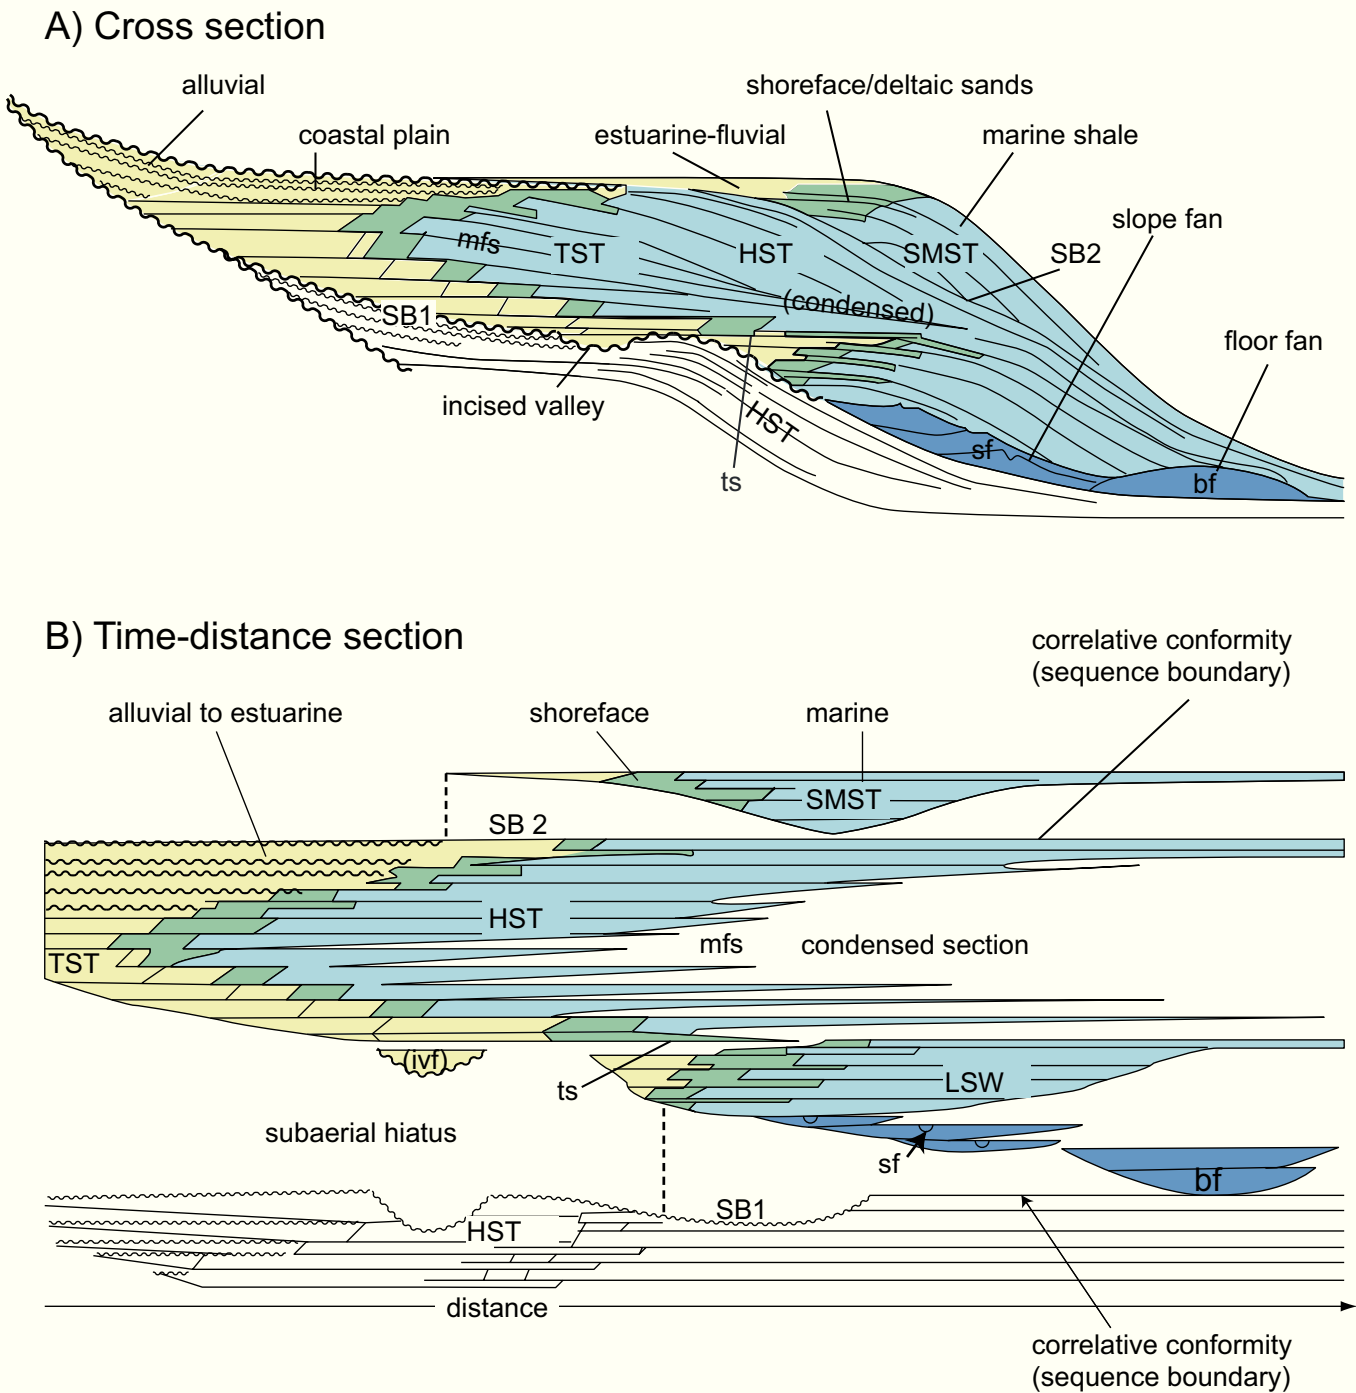 A) Cross section
alluvial
shoreface/deltaic sands
coastal plain
estuarine-fluvial
marine shale
slope fan
mfs
TST
HST
SMST
SB2
(condensed)
SB1
floor fan
incised valley
HST
sf
ts
bf
B) Time-distance section
correlative conformity
(sequence boundary)
alluvial to estuarine
shoreface
marine
SMST
SB 2
HST
mfs
condensed section
TST
(ivf)
ts
LSW
subaerial hiatus
sf
bf
SB1
HST
distance
correlative conformity
(sequence boundary)